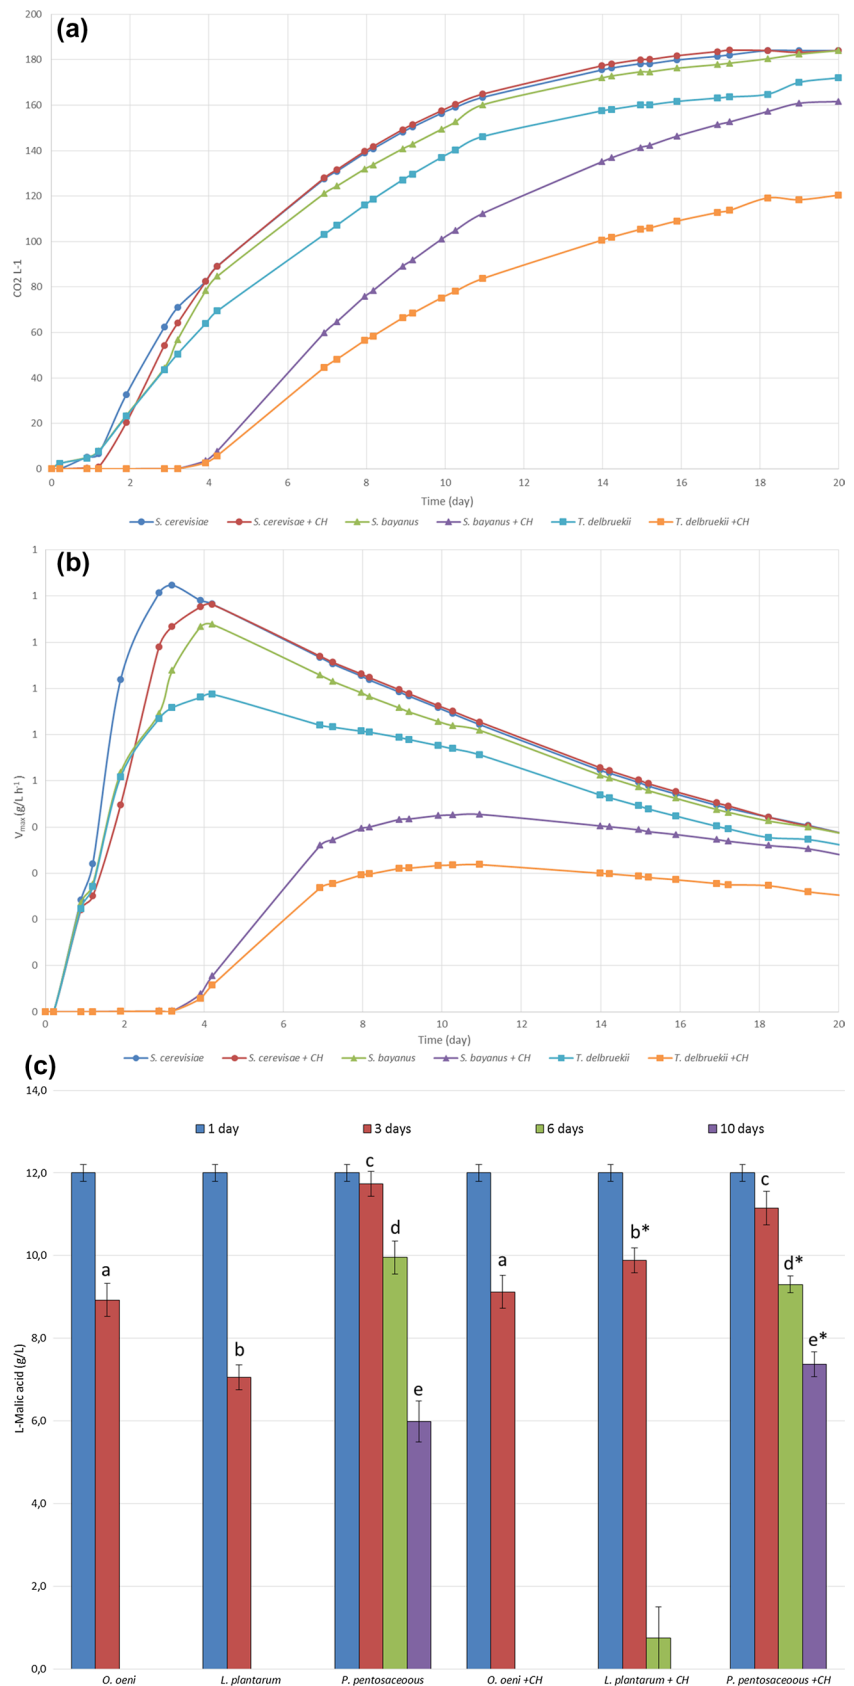 (a)
200
180
160
140
120
100
80
60
40
20
0
CO2 L-1
0 2 4 6 8 10 12 14 16 18 20
Time (day)
S. cerevisiae S. cerevisae + CH S. bayanus S. bayanus + CH T. delbruekii T. delbruekii +CH
(b)
1
1
1
1
1
1
0
0
0
0
0
Vmax (g/L h-1)
0 2 4 6 8 10 12 14 16 18 20
Time (day)
S. cerevisiae S. cerevisae + CH S. bayanus S. bayanus + CH T. delbruekii T. delbruekii +CH
(c)
14,0
1 day 3 days 6 days 10 days
12,0
10,0
8,0
6,0
4,0
2,0
0,0
L-Malic acid (g/L)
a
b
c
d
e
a
b*
c
d*
e*
O. oeni L. plantarum P. pentosaceoous O. oeni +CH L. plantarum + CH P. pentosaceoous +CH